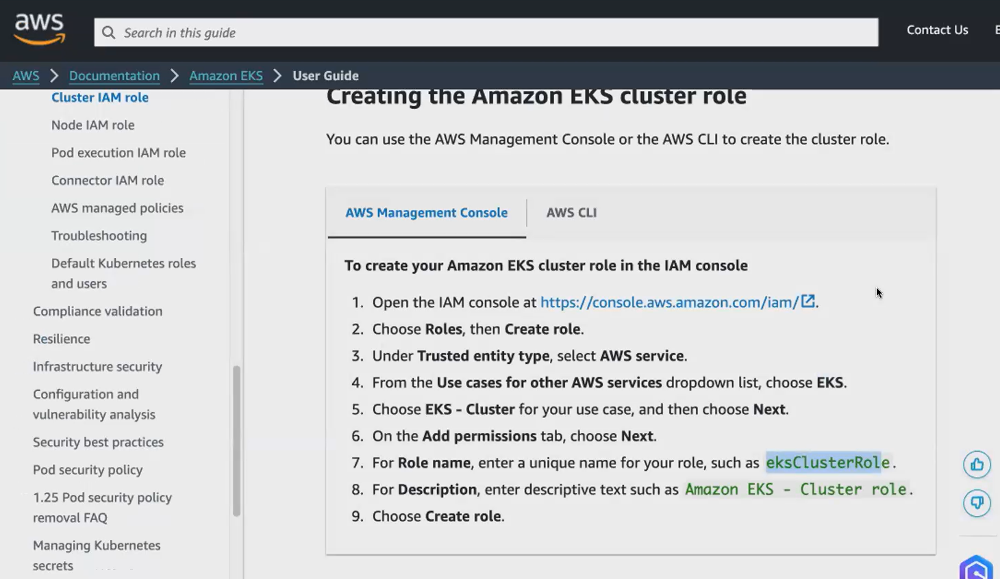 aws
Search in this guide
Contact Us
AWS > Documentation > Amazon EKS > User Guide
Cluster IAM role
Node IAM role
Pod execution IAM role
Connector IAM role
AWS managed policies
Troubleshooting
Default Kubernetes roles
and users
Compliance validation
Resilience
Infrastructure security
Configuration and
vulnerability analysis
Security best practices
Pod security policy
1.25 Pod security policy
removal FAQ
Managing Kubernetes
secrets
Creating the Amazon EKS cluster role
You can use the AWS Management Console or the AWS CLI to create the cluster role.
AWS Management Console
AWS CLI
To create your Amazon EKS cluster role in the IAM console
1. Open the IAM console at https://console.aws.amazon.com/iam/.
2. Choose Roles, then Create role.
3. Under Trusted entity type, select AWS service.
4. From the Use cases for other AWS services dropdown list, choose EKS.
5. Choose EKS - Cluster for your use case, and then choose Next.
6. On the Add permissions tab, choose Next.
7. For Role name, enter a unique name for your role, such as eksClusterRole.
8. For Description, enter descriptive text such as Amazon EKS - Cluster role.
9. Choose Create role.